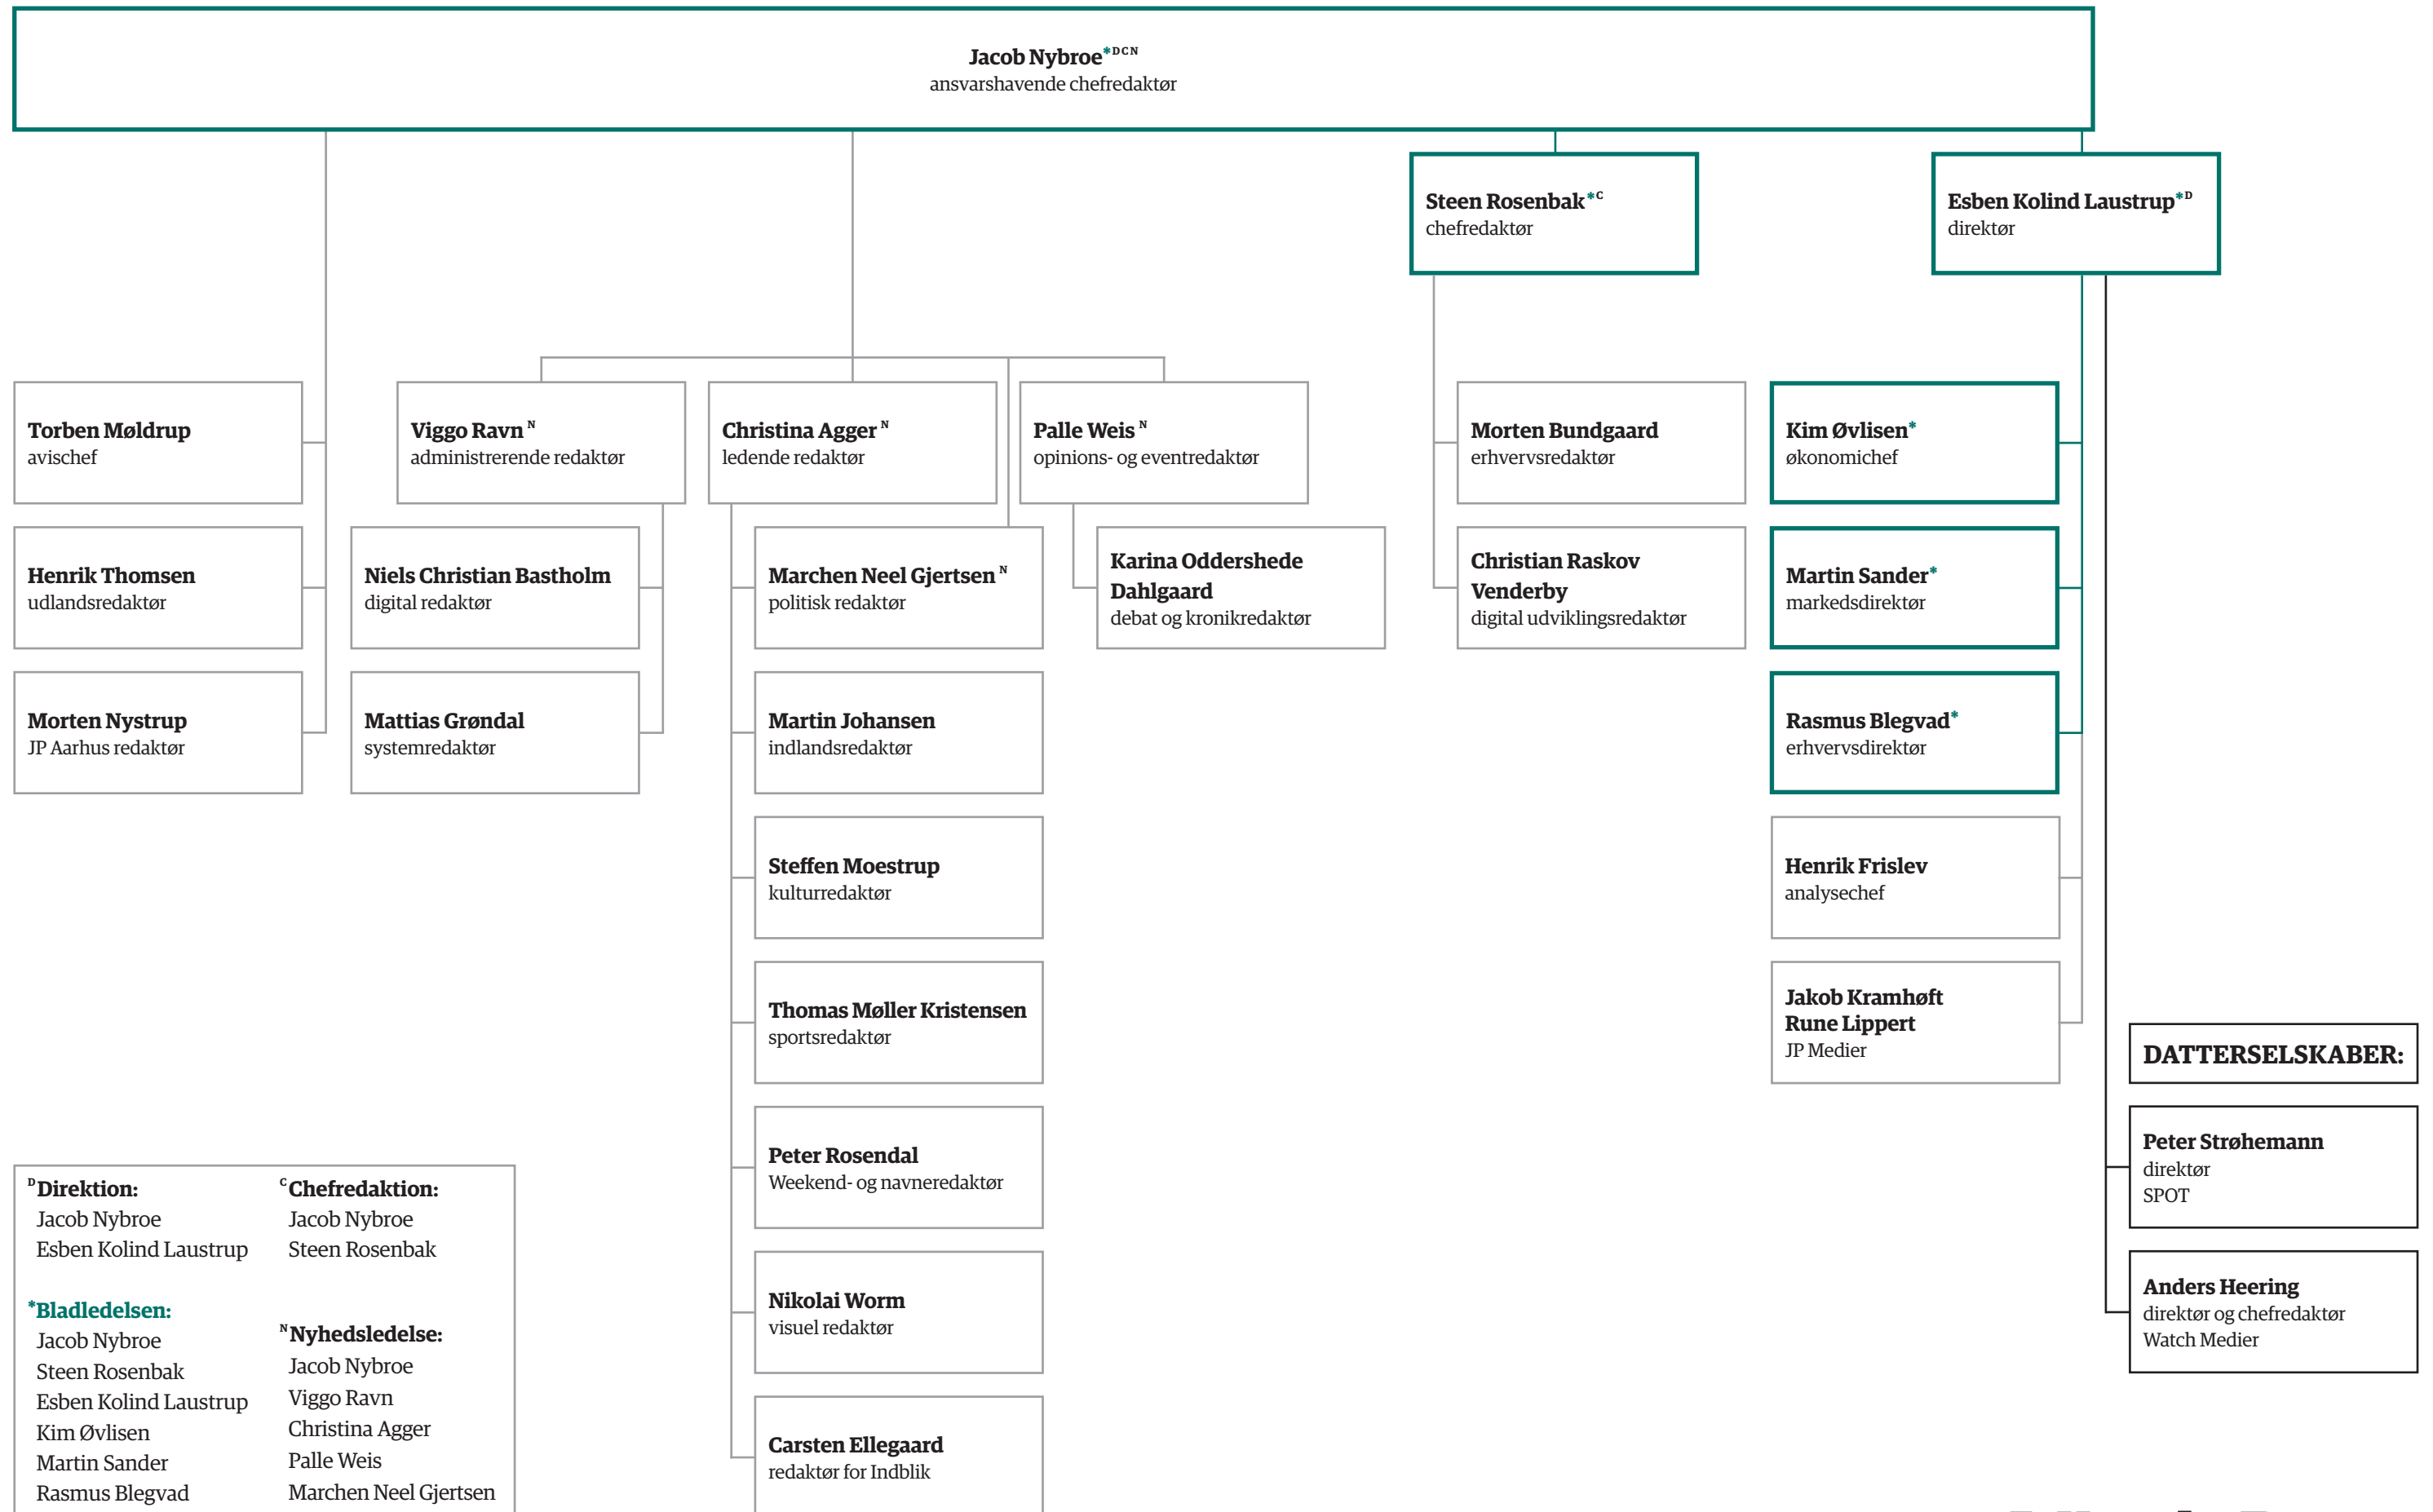 Jacob Nybroe*DCN
ansvarshavende chefredaktør
Steen Rosenbak*C
chefredaktør
Esben Kolind Laustrup*D
direktør
Torben Møldrup
avischef
Henrik Thomsen
udlandsredaktør
Morten Nystrup
JP Aarhus redaktør
Viggo Ravn N
administrerende redaktør
Niels Christian Bastholm
digital redaktør
Mattias Grøndal
systemredaktør
Christina Agger N
ledende redaktør
Marchen Neel Gjertsen N
politisk redaktør
Martin Johansen
indlandsredaktør
Steffen Moestrup
kulturredaktør
Thomas Møller Kristensen
sportsredaktør
Peter Rosendal
Weekend- og navneredaktør
Nikolai Worm
visuel redaktør
Carsten Ellegaard
redaktør for Indblik
Palle Weis N
opinions- og eventredaktør
Karina Oddershede
Dahlgaard
debat og kronikredaktør
Morten Bundgaard
erhvervsredaktør
Christian Raskov
Venderby
digital udviklingsredaktør
Kim Øvlisen*
økonomichef
Martin Sander*
markedsdirektør
Rasmus Blegvad*
erhvervsdirektør
Henrik Frislev
analysechef
Jakob Kramhøft
Rune Lippert
JP Medier
DATTERSELSKABER:
Peter Strøhemann
direktør
SPOT
Anders Heering
direktør og chefredaktør
Watch Medier
D Direktion:
Jacob Nybroe
Esben Kolind Laustrup
*Bladledelsen:
Jacob Nybroe
Steen Rosenbak
Esben Kolind Laustrup
Kim Øvlisen
Martin Sander
Rasmus Blegvad
C Chefredaktion:
Jacob Nybroe
Steen Rosenbak
N Nyhedsledelse:
Jacob Nybroe
Viggo Ravn
Christina Agger
Palle Weis
Marchen Neel Gjertsen